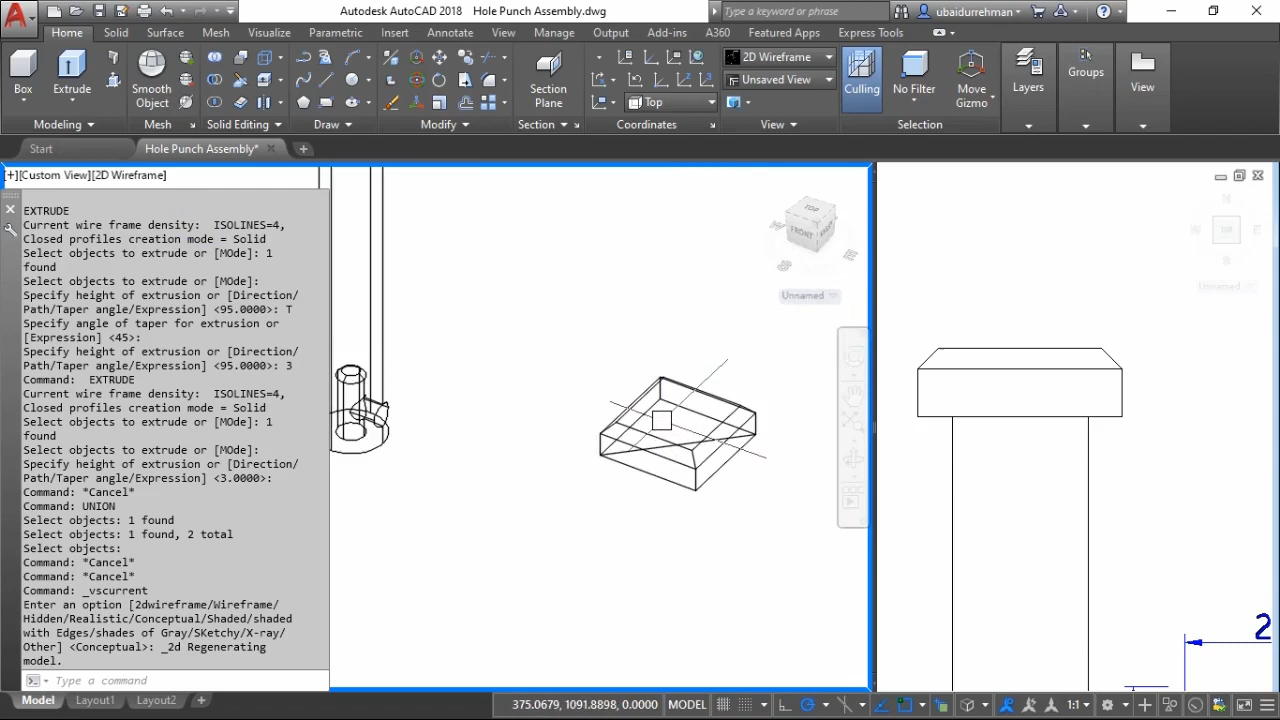 Autodesk AutoCAD 2018 Hole Punch Assembly.dwg
Type a keyword or phrase
ubaidurrehman
Home Solid Surface Mesh Visualize Parametric Insert Annotate View Manage Output Add-ins A360 Featured Apps Express Tools
Box
Extrude
Smooth
Object
Section
Plane
2D Wireframe
Unsaved View
Top
Culling
No Filter
Move
Gizmo
Layers
Groups
View
Modeling Mesh Solid Editing Draw Modify Section Coordinates View Selection
Start
Hole Punch Assembly*
[+][Custom View][2D Wireframe]
EXTRUDE
Current wire frame density:  ISOLINES=4,
Closed profiles creation mode = Solid
Select objects to extrude or [MOde]: 1
found
Select objects to extrude or [MOde]:
Specify height of extrusion or [Direction/
Path/Taper angle/Expression] <95.0000>: T
Specify angle of taper for extrusion or
[Expression] <45>:
Specify height of extrusion or [Direction/
Path/Taper angle/Expression] <95.0000>: 3
Command:  EXTRUDE
Current wire frame density:  ISOLINES=4,
Closed profiles creation mode = Solid
Select objects to extrude or [MOde]: 1
found
Select objects to extrude or [MOde]:
Specify height of extrusion or [Direction/
Path/Taper angle/Expression] <3.0000>:
Command: *Cancel*
Command: UNION
Select objects: 1 found
Select objects: 1 found, 2 total
Select objects:
Command: *Cancel*
Command: *Cancel*
Command: _vscurrent
Enter an option [2dwireframe/Wireframe/
Hidden/Realistic/Conceptual/Shaded/shaded
with Edges/shades of Gray/SKetchy/X-ray/
Other] <Conceptual>: _2d Regenerating
model.
Type a command
TOP
FRONT
Unnamed
TOP
Unnamed
2
Model Layout1 Layout2
375.0679, 1091.8898, 0.0000 MODEL
1:1